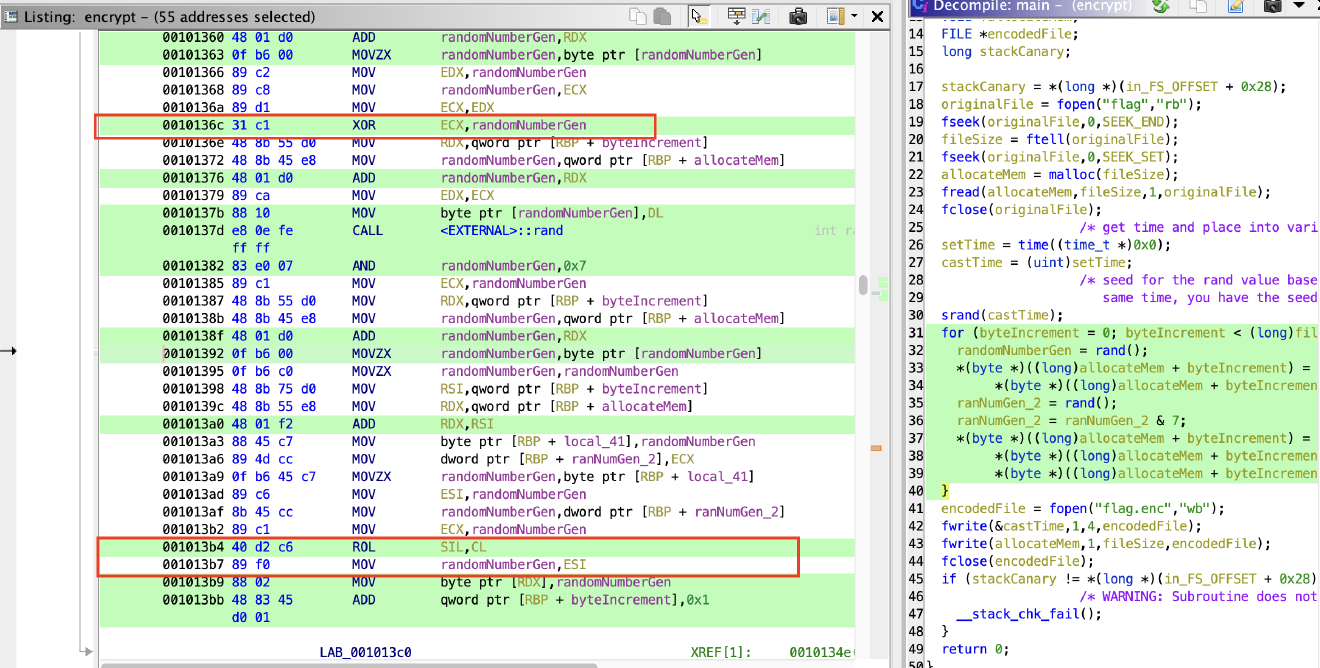 Listing: encrypt - (55 addresses selected)
00101360 48 01 d0 ADD randomNumberGen,RDX
00101363 0f b6 00 MOVZX randomNumberGen,byte ptr [randomNumberGen]
00101366 89 c2 MOV EDX,randomNumberGen
00101368 89 c8 MOV randomNumberGen,ECX
0010136a 89 d1 MOV ECX,EDX
0010136c 31 c1 XOR ECX,randomNumberGen
0010136e 48 8b 55 d0 MOV RDX,qword ptr [RBP + byteIncrement]
00101372 48 8b 45 e8 MOV randomNumberGen,qword ptr [RBP + allocateMem]
00101376 48 01 d0 ADD randomNumberGen,RDX
00101379 89 ca MOV EDX,ECX
0010137b 88 10 MOV byte ptr [randomNumberGen],DL
0010137d e8 0e fe CALL <EXTERNAL>::rand int ra
ff ff
00101382 83 e0 07 AND randomNumberGen,0x7
00101385 89 c1 MOV ECX,randomNumberGen
00101387 48 8b 55 d0 MOV RDX,qword ptr [RBP + byteIncrement]
0010138b 48 8b 45 e8 MOV randomNumberGen,qword ptr [RBP + allocateMem]
0010138f 48 01 d0 ADD randomNumberGen,RDX
00101392 0f b6 00 MOVZX randomNumberGen,byte ptr [randomNumberGen]
00101395 0f b6 c0 MOVZX randomNumberGen,randomNumberGen
00101398 48 8b 75 d0 MOV RSI,qword ptr [RBP + byteIncrement]
0010139c 48 8b 55 e8 MOV RDX,qword ptr [RBP + allocateMem]
001013a0 48 01 f2 ADD RDX,RSI
001013a3 88 45 c7 MOV byte ptr [RBP + local_41],randomNumberGen
001013a6 89 4d cc MOV dword ptr [RBP + ranNumGen_2],ECX
001013a9 0f b6 45 c7 MOVZX randomNumberGen,byte ptr [RBP + local_41]
001013ad 89 c6 MOV ESI,randomNumberGen
001013af 8b 45 cc MOV randomNumberGen,dword ptr [RBP + ranNumGen_2]
001013b2 89 c1 MOV ECX,randomNumberGen
001013b4 40 d2 c6 ROL SIL,CL
001013b7 89 f0 MOV randomNumberGen,ESI
001013b9 88 02 MOV byte ptr [RDX],randomNumberGen
001013bb 48 83 45 ADD qword ptr [RBP + byteIncrement],0x1
d0 01
LAB_001013c0 XREF[1]: 0010134e(
Decompile: main - (encrypt)
14 FILE *encodedFile;
15 long stackCanary;
16
17 stackCanary = *(long *)(in_FS_OFFSET + 0x28);
18 originalFile = fopen("flag","rb");
19 fseek(originalFile,0,SEEK_END);
20 fileSize = ftell(originalFile);
21 fseek(originalFile,0,SEEK_SET);
22 allocateMem = malloc(fileSize);
23 fread(allocateMem,fileSize,1,originalFile);
24 fclose(originalFile);
25 /* get time and place into vari
26 setTime = time((time_t *)0x0);
27 castTime = (uint)setTime;
28 /* seed for the rand value base
29 same time, you have the seed
30 srand(castTime);
31 for (byteIncrement = 0; byteIncrement < (long)fil
32 randomNumberGen = rand();
33 *(byte *)((long)allocateMem + byteIncrement) =
34 *(byte *)((long)allocateMem + byteIncremen
35 ranNumGen_2 = rand();
36 ranNumGen_2 = ranNumGen_2 & 7;
37 *(byte *)((long)allocateMem + byteIncrement) =
38 *(byte *)((long)allocateMem + byteIncremen
39 *(byte *)((long)allocateMem + byteIncremen
40 }
41 encodedFile = fopen("flag.enc","wb");
42 fwrite(&castTime,1,4,encodedFile);
43 fwrite(allocateMem,1,fileSize,encodedFile);
44 fclose(encodedFile);
45 if (stackCanary != *(long *)(in_FS_OFFSET + 0x28)
46 /* WARNING: Subroutine does not
47 __stack_chk_fail();
48 }
49 return 0;
50 }